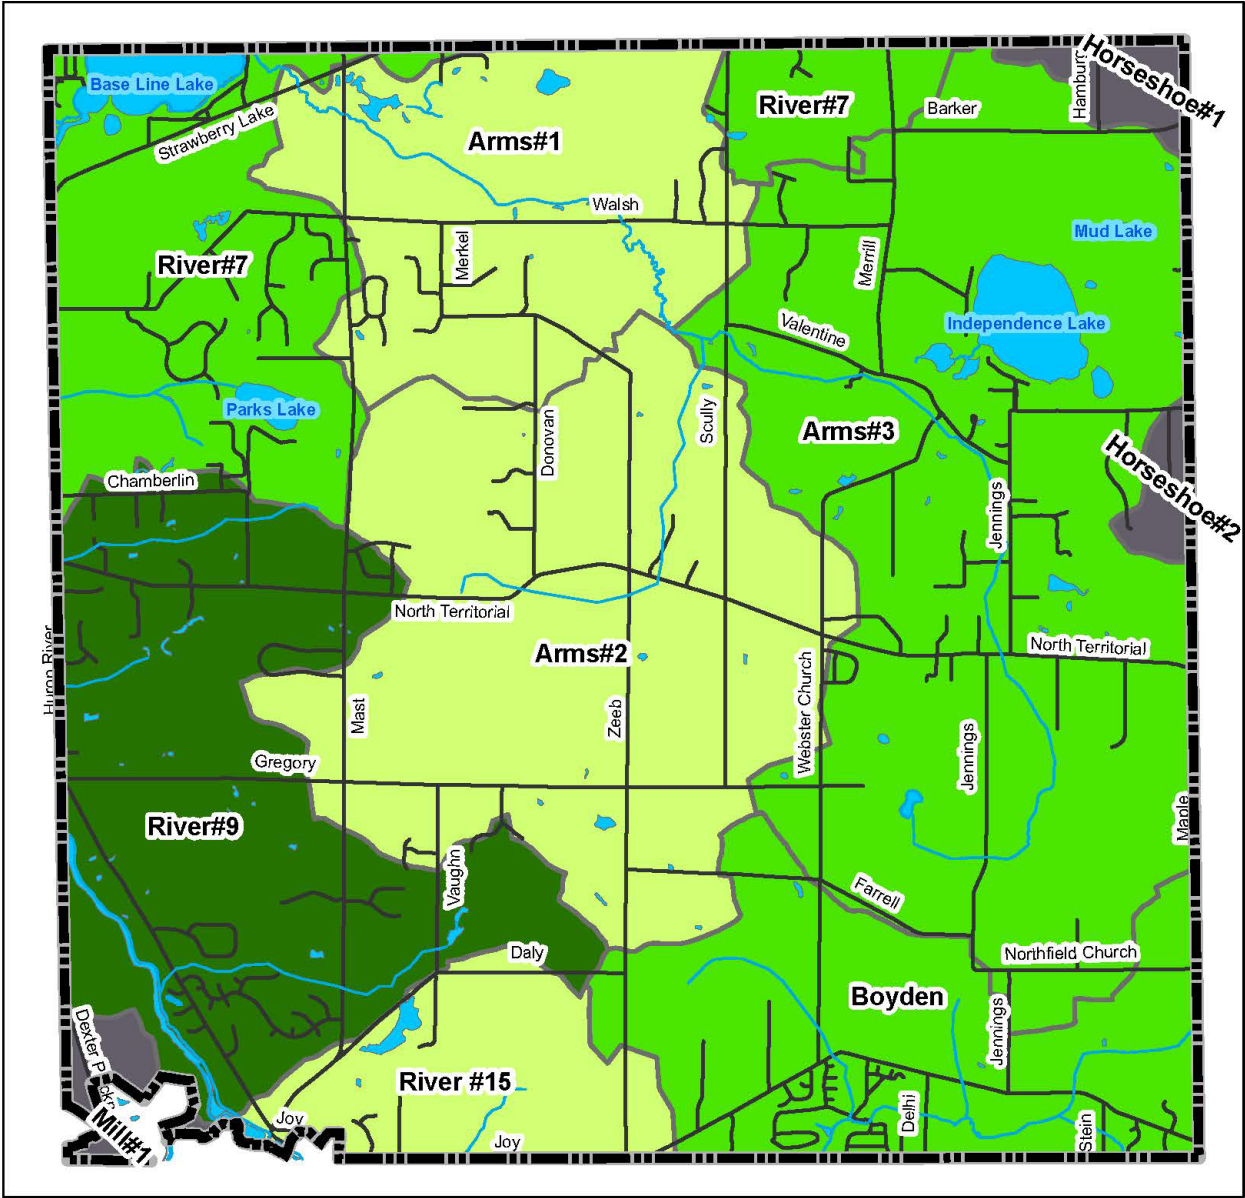 Horseshoe#1
Hamburg
Base Line Lake
River#7
Barker
Strawberry Lake
Arms#1
Walsh
Mud Lake
Merkel
Merrill
River#7
Independence Lake
Valentine
Parks Lake
Scully
Donovan
Arms#3
Horseshoe#2
Chamberlin
Jennings
North Territorial
North Territorial
Arms#2
Huron River
Mast
Zeeb
Webster Church
Jennings
Gregory
Maple
River#9
Vaughn
Farrell
Daly
Northfield Church
Boyden
Jennings
Dexter P
River #15
Delhi
Mill#1
Joy
Joy
Stein